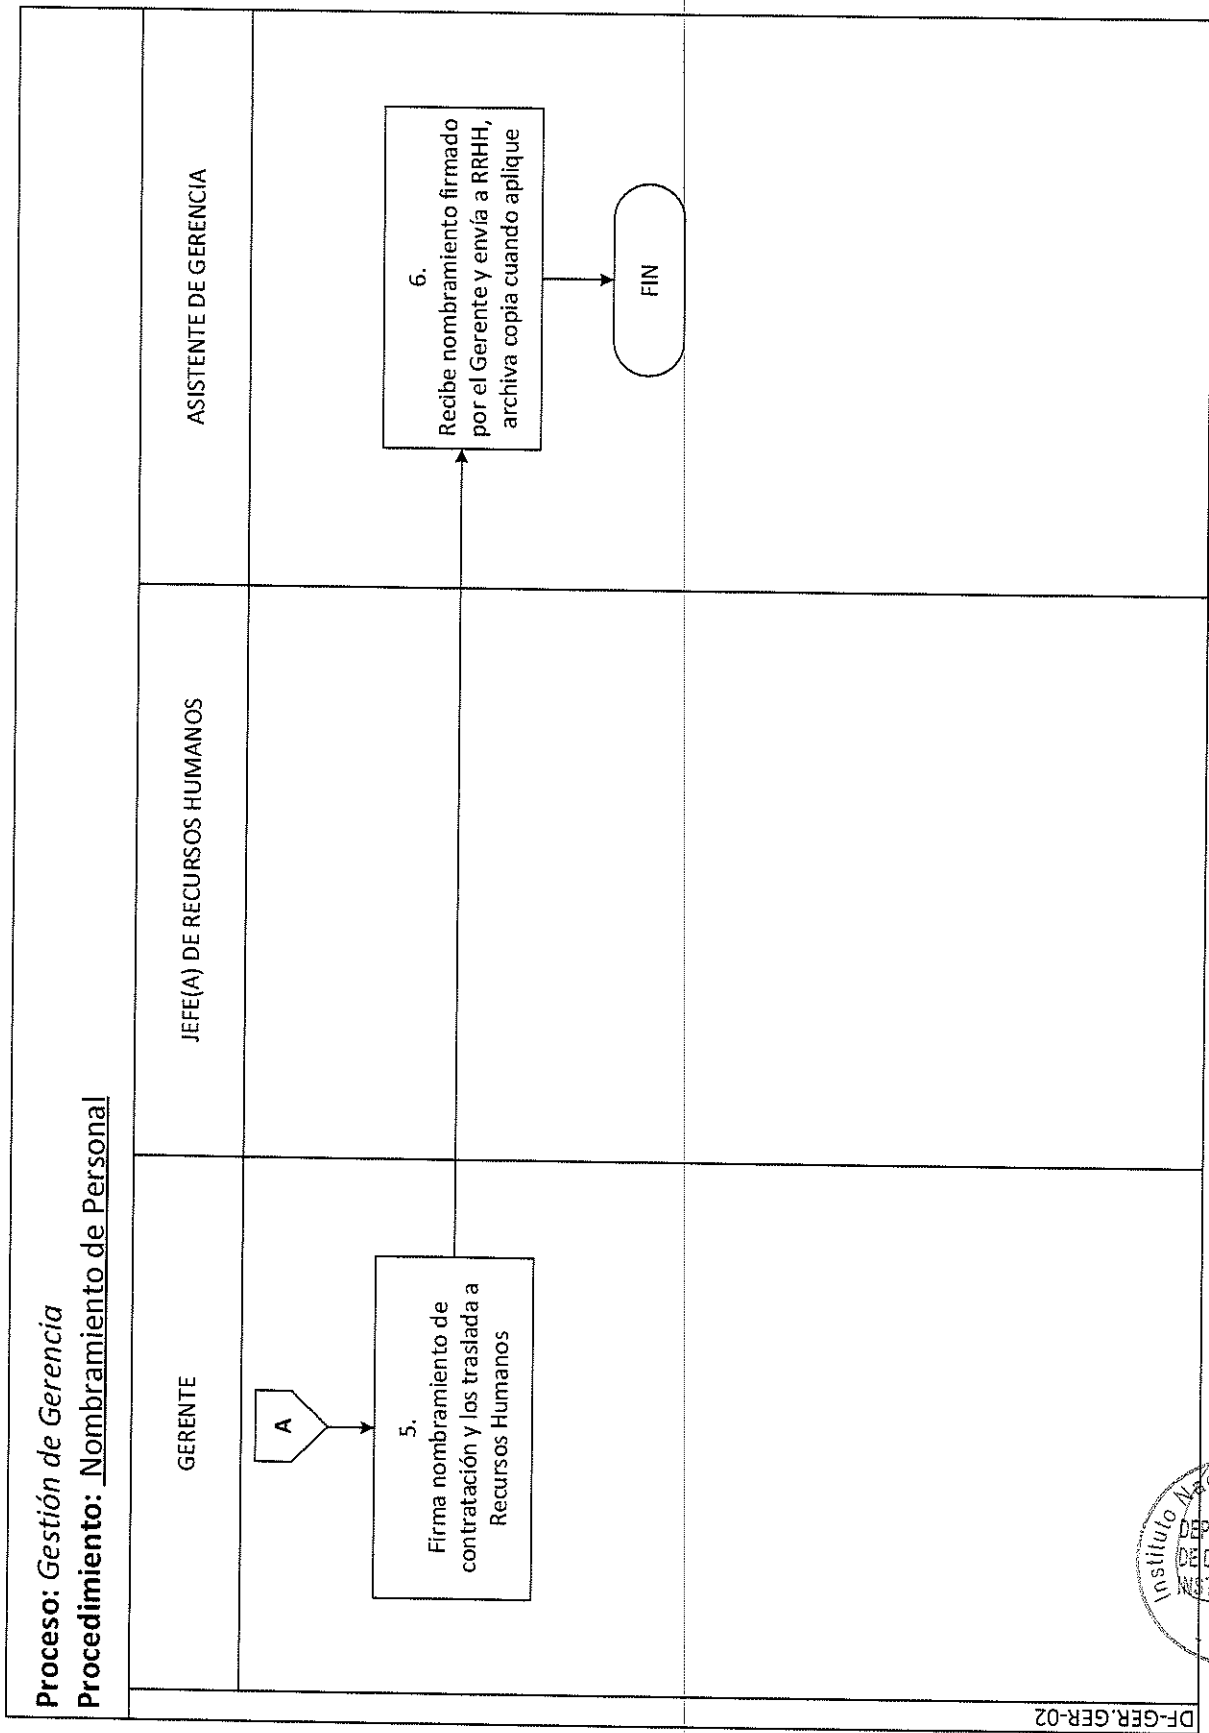 Proceso: Gestión de Gerencia
Procedimiento: Nombramiento de Personal
GERENTE
JEFE(A) DE RECURSOS HUMANOS
ASISTENTE DE GERENCIA
A
5.
Firma nombramiento de
contratación y los traslada a
Recursos Humanos
6.
Recibe nombramiento firmado
por el Gerente y envía a RRHH,
archiva copia cuando aplique
FIN
DF-GER.GER-02
Instituto